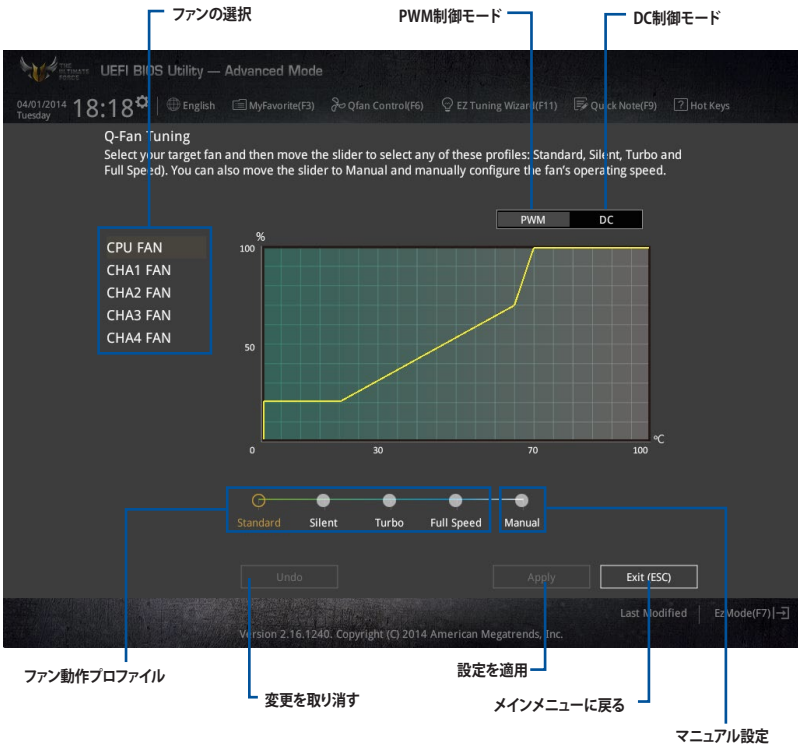 ファンの選択
PWM制御モード
DC制御モード
THE ULTIMATE FORCE
UEFI BIOS Utility — Advanced Mode
04/01/2014
Tuesday
18:18
English
MyFavorite(F3)
Qfan Control(F6)
EZ Tuning Wizard(F11)
Quick Note(F9)
? Hot Keys
Q-Fan Tuning
Select your target fan and then move the slider to select any of these profiles: Standard, Silent, Turbo and
Full Speed). You can also move the slider to Manual and manually configure the fan's operating speed.
PWM
DC
CPU FAN
CHA1 FAN
CHA2 FAN
CHA3 FAN
CHA4 FAN
%
100
50
0
30
70
100
°C
Standard
Silent
Turbo
Full Speed
Manual
Undo
Apply
Exit (ESC)
Last Modified
EzMode(F7)
Version 2.16.1240. Copyright (C) 2014 American Megatrends, Inc.
ファン動作プロファイル
変更を取り消す
設定を適用
メインメニューに戻る
マニュアル設定